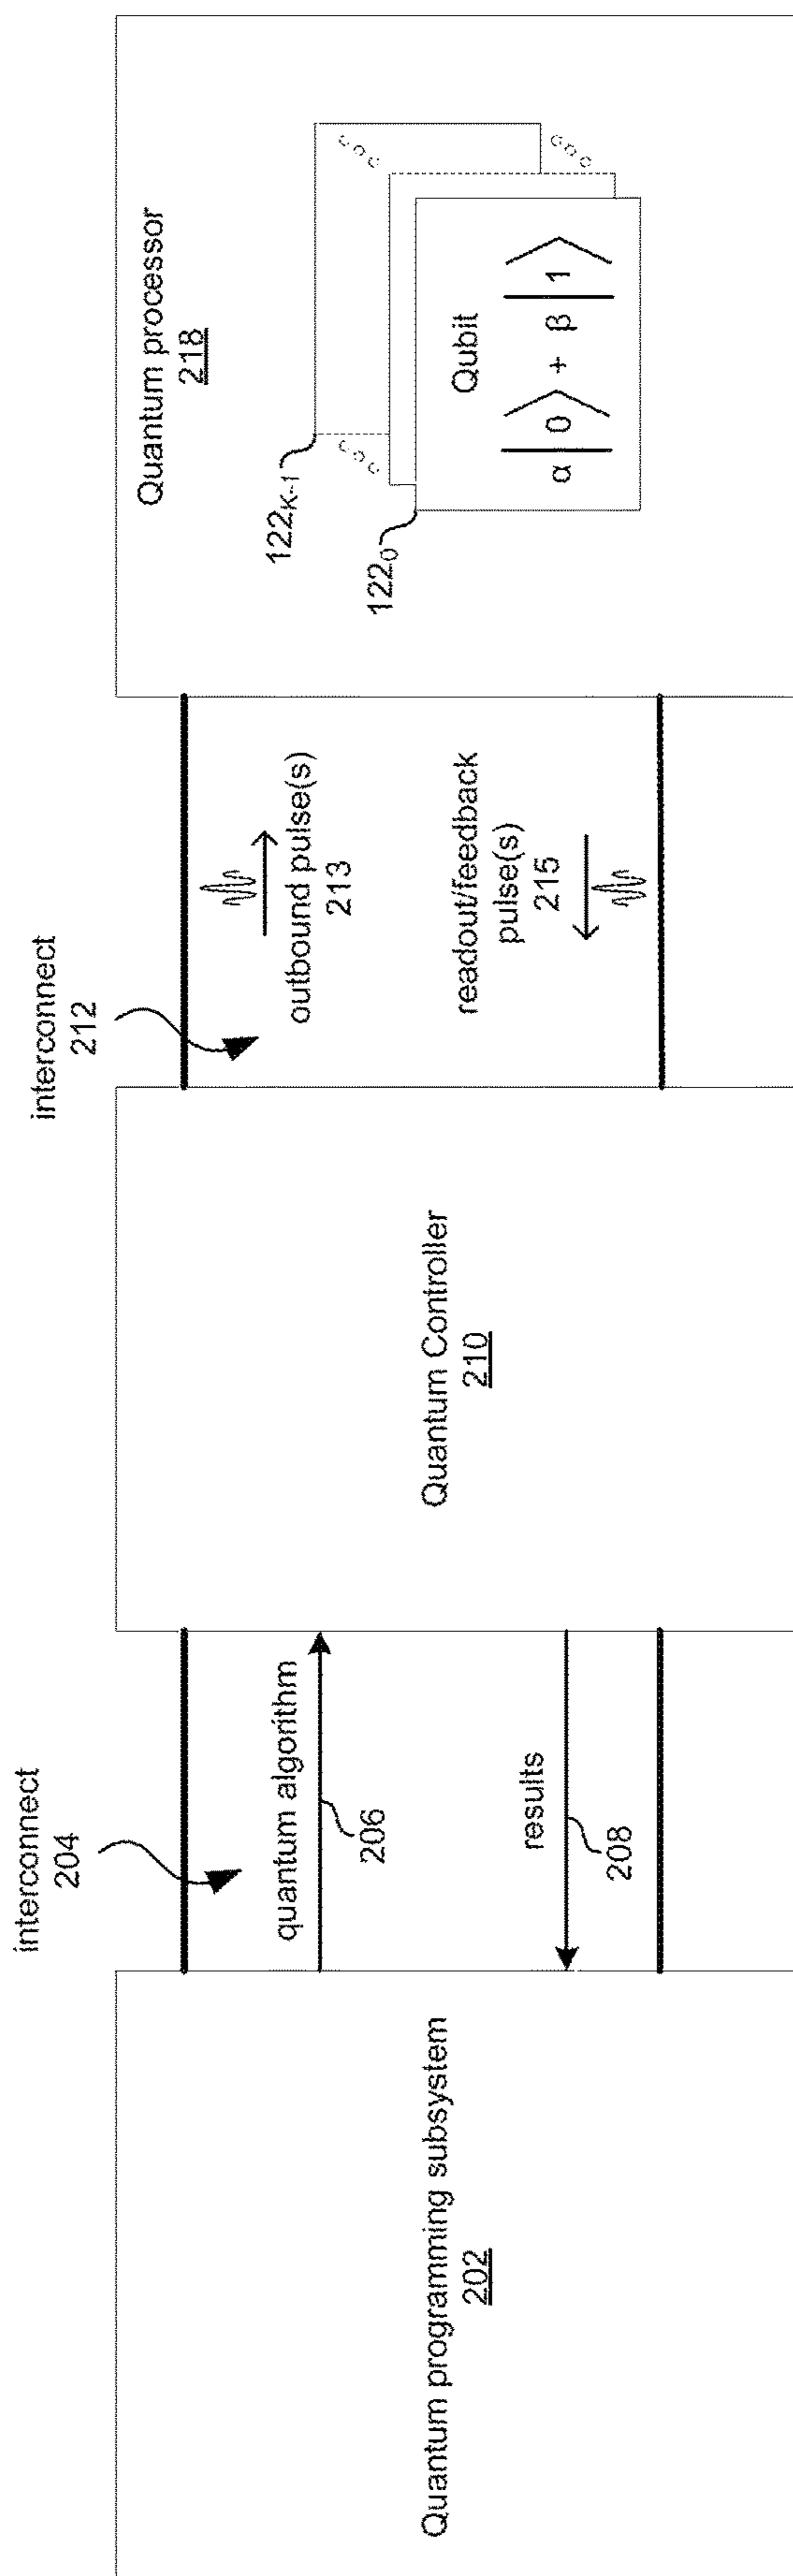 Quantum programming subsystem
202
interconnect
204
quantum algorithm
206
results
208
Quantum Controller
210
interconnect
212
outbound pulse(s)
213
readout/feedback
pulse(s)
215
Quantum processor
218
122K-1
1220
Qubit
α|0⟩ + β|1⟩